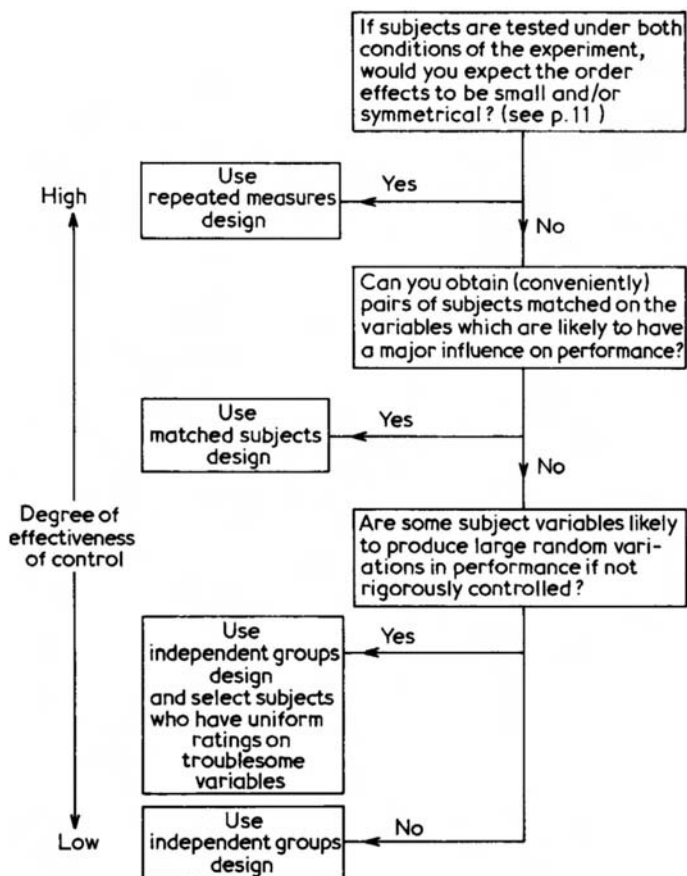 If subjects are tested under both
conditions of the experiment,
would you expect the order
effects to be small and/or
symmetrical? (see p.11 )
Use
repeated measures
design
Yes
High
No
Can you obtain (conveniently)
pairs of subjects matched on the
variables which are likely to have
a major influence on performance?
Use
matched subjects
design
Yes
No
Degree of
effectiveness
of control
Are some subject variables likely
to produce large random vari-
ations in performance if not
rigorously controlled?
Use
independent groups
design
and select subjects
who have uniform
ratings on
troublesome
variables
Yes
Low
Use
independent groups
design
No